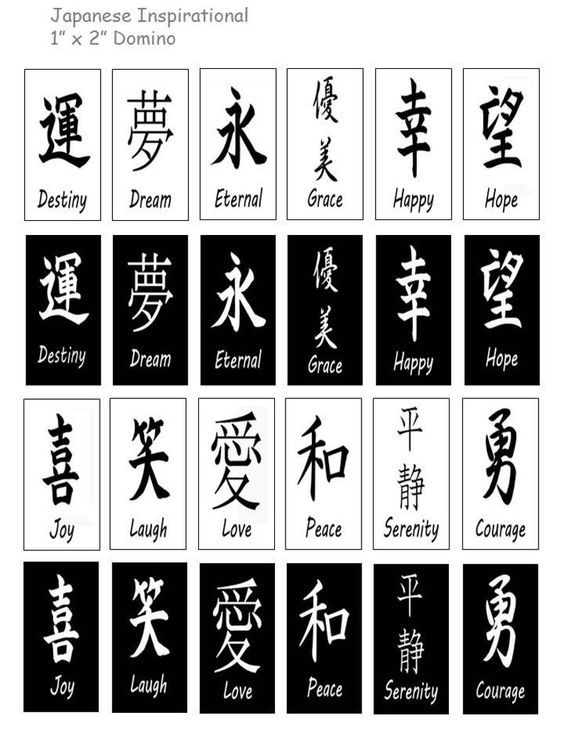 Japanese Inspirational
1” x 2” Domino
運
Destiny
夢
Dream
永
Eternal
優
美
Grace
幸
Happy
望
Hope
運
Destiny
夢
Dream
永
Eternal
優
美
Grace
幸
Happy
望
Hope
喜
Joy
笑
Laugh
愛
Love
和
Peace
平
静
Serenity
勇
Courage
喜
Joy
笑
Laugh
愛
Love
和
Peace
平
静
Serenity
勇
Courage